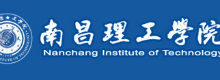 南昌理工學院
Nanchang Institute of Technology